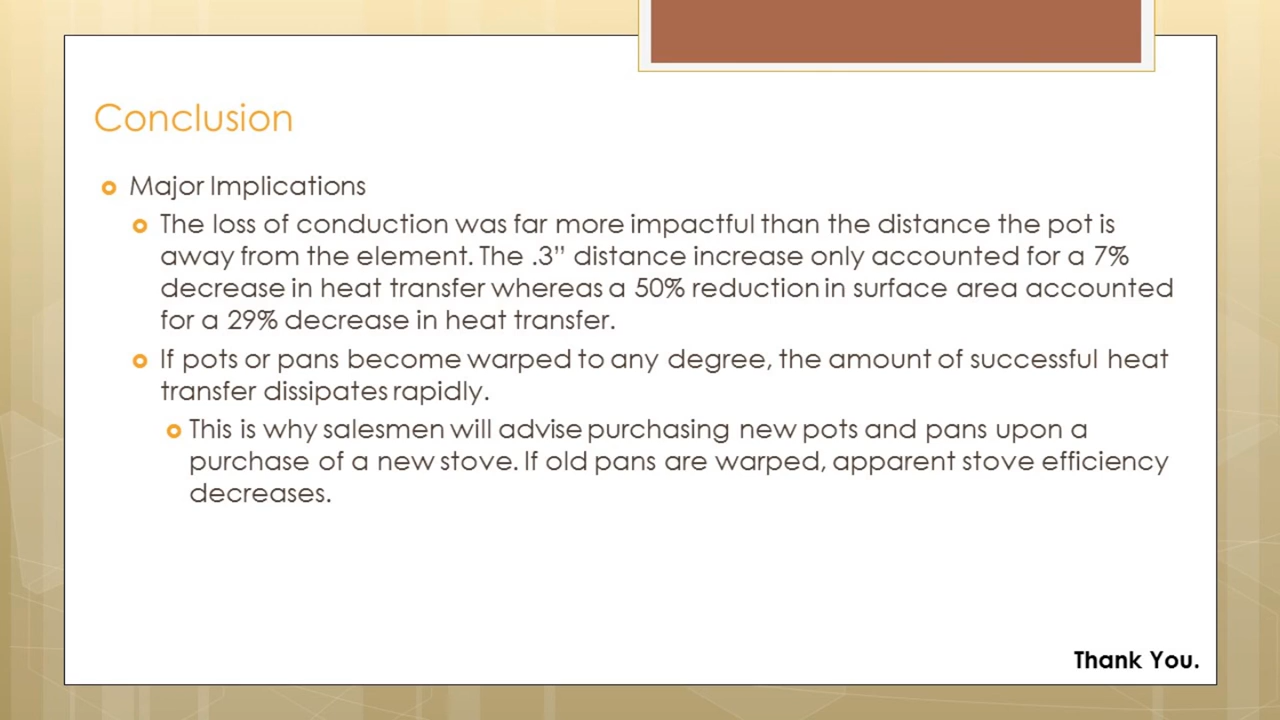 Conclusion
Major Implications
The loss of conduction was far more impactful than the distance the pot is
away from the element. The .3” distance increase only accounted for a 7%
decrease in heat transfer whereas a 50% reduction in surface area accounted
for a 29% decrease in heat transfer.
If pots or pans become warped to any degree, the amount of successful heat
transfer dissipates rapidly.
This is why salesmen will advise purchasing new pots and pans upon a
purchase of a new stove. If old pans are warped, apparent stove efficiency
decreases.
Thank You.